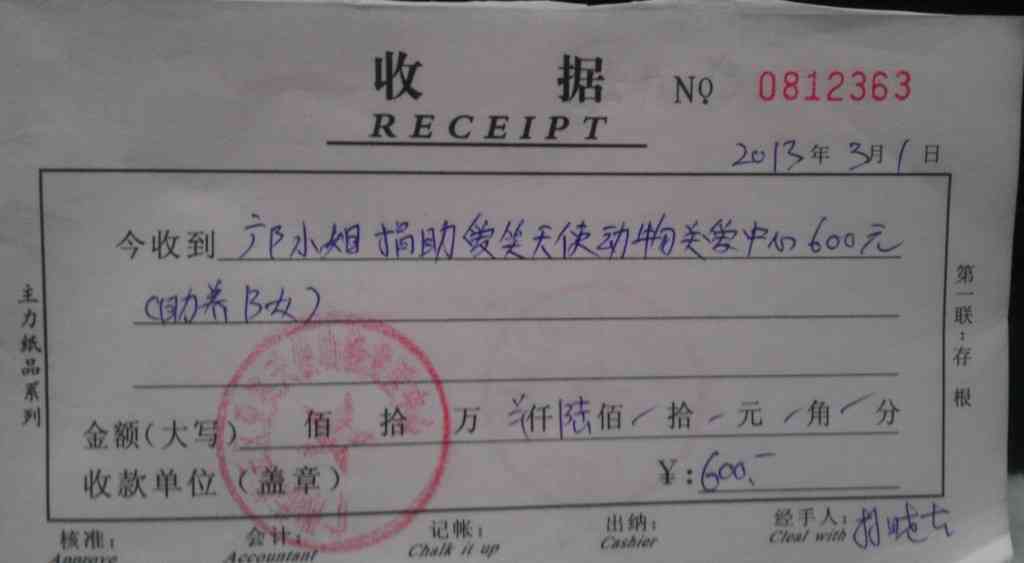 收 据 № 0812363
RECEIPT
2013年3月1日
今收到 邝小姐 捐助爱笑天使动物关爱中心600元
(助养B女)
主力纸品系列
第一联：存根
金额(大写) 佰 拾 万 仟陆佰 拾 元 角 分
收款单位（盖章） ¥:600.-
核准： 会计： 记帐： 出纳： 经手人：
Approve Accountant Chalk it up Cashier Cleal with